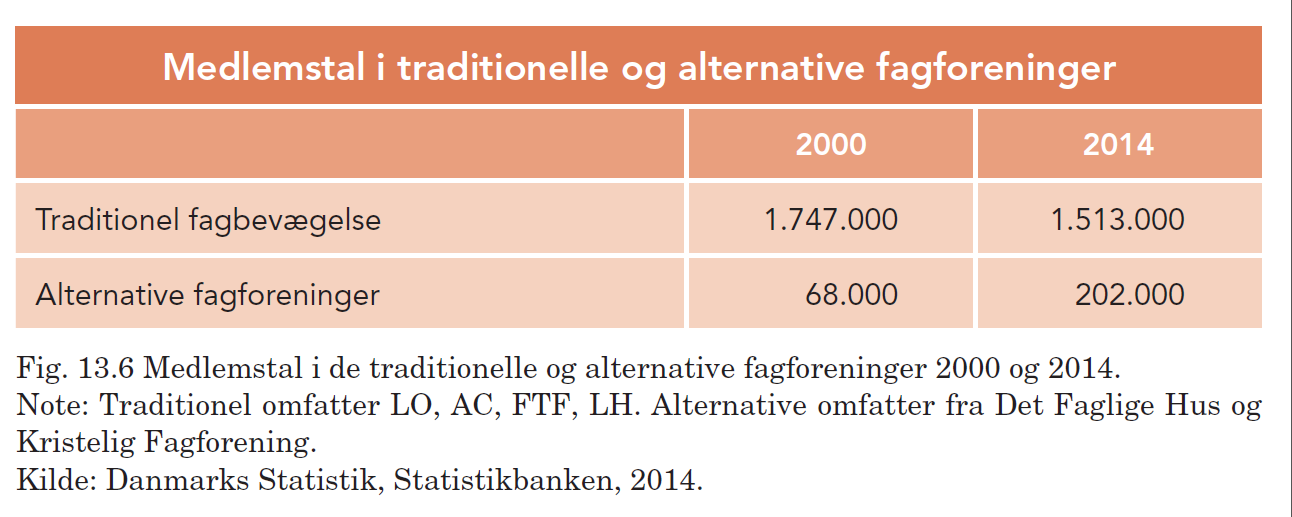 Medlemstal i traditionelle og alternative fagforeninger
2000 2014
Traditionel fagbevægelse 1.747.000 1.513.000
Alternative fagforeninger 68.000 202.000
Fig. 13.6 Medlemstal i de traditionelle og alternative fagforeninger 2000 og 2014.
Note: Traditionel omfatter LO, AC, FTF, LH. Alternative omfatter fra Det Faglige Hus og
Kristelig Fagforening.
Kilde: Danmarks Statistik, Statistikbanken, 2014.